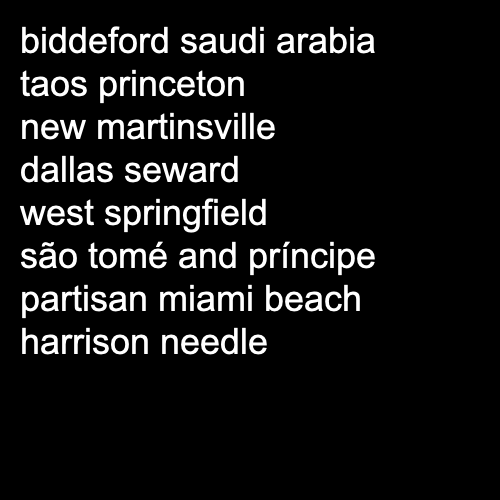 biddeford saudi arabia
taos princeton
new martinsville
dallas seward
west springfield
são tomé and príncipe
partisan miami beach
harrison needle